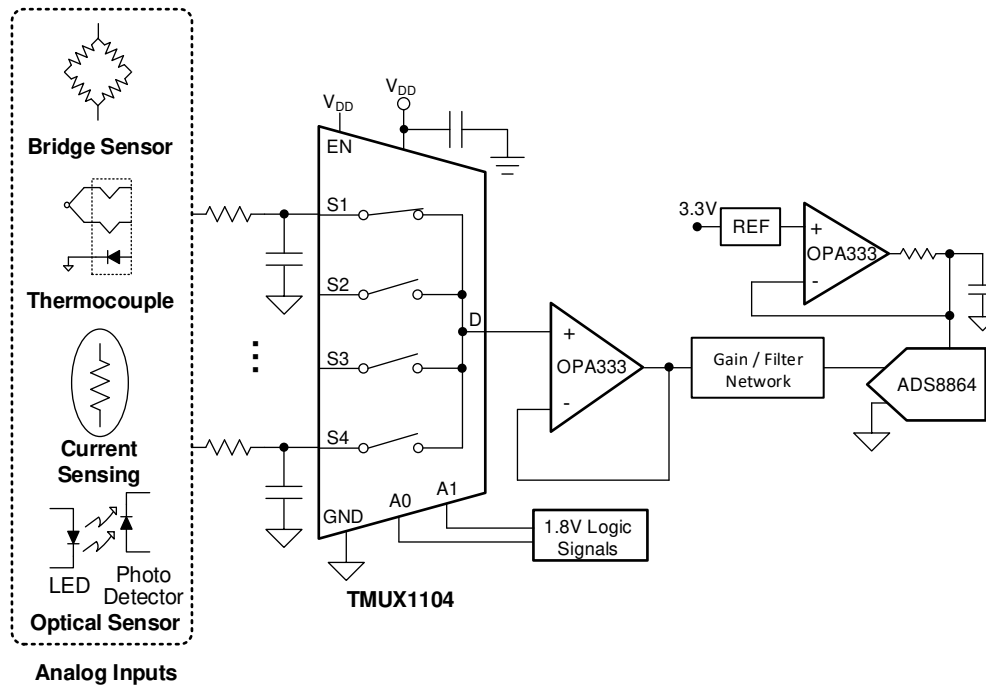 Bridge Sensor
Thermocouple
Current
Sensing
LED
Photo
Detector
Optical Sensor
Analog Inputs
VDD
VDD
EN
S1
S2
S3
S4
D
GND
A0
A1
TMUX1104
1.8V Logic
Signals
+
OPA333
-
Gain / Filter
Network
3.3V
REF
+
OPA333
-
ADS8864